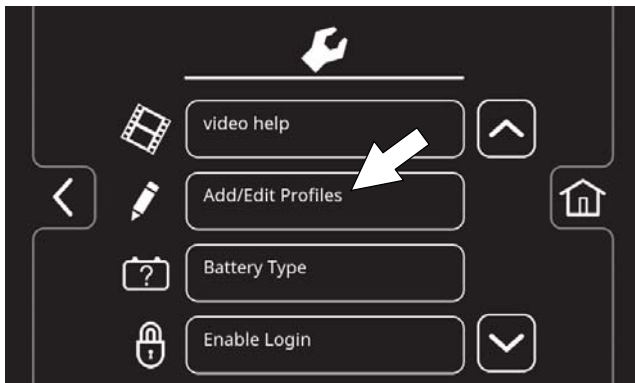 video help
Add/Edit Profiles
?
Battery Type
Enable Login